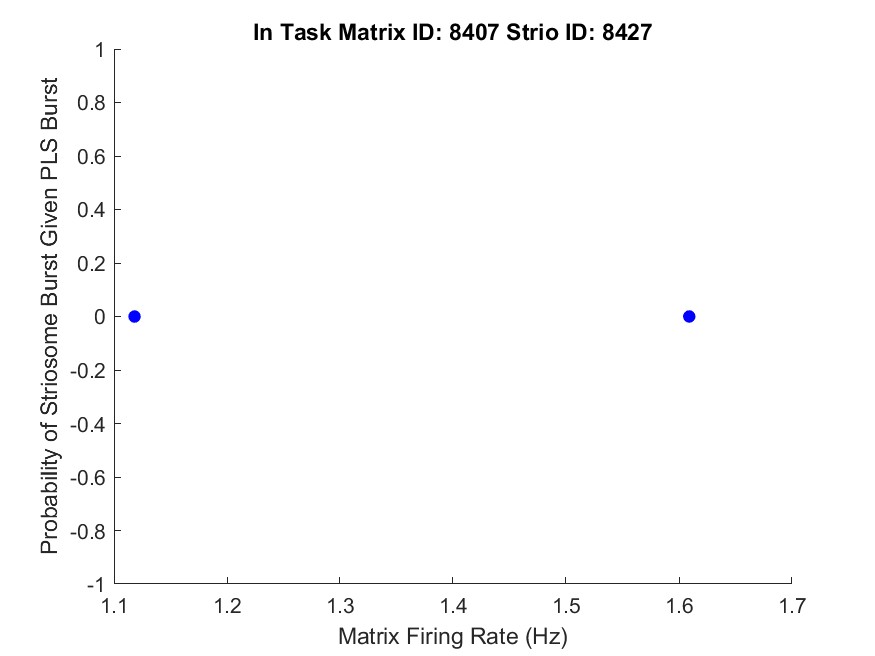 In Task Matrix ID: 8407 Strio ID: 8427
Probability of Striosome Burst Given PLS Burst
1
0.8
0.6
0.4
0.2
0
-0.2
-0.4
-0.6
-0.8
-1
1.1 1.2 1.3 1.4 1.5 1.6 1.7
Matrix Firing Rate (Hz)